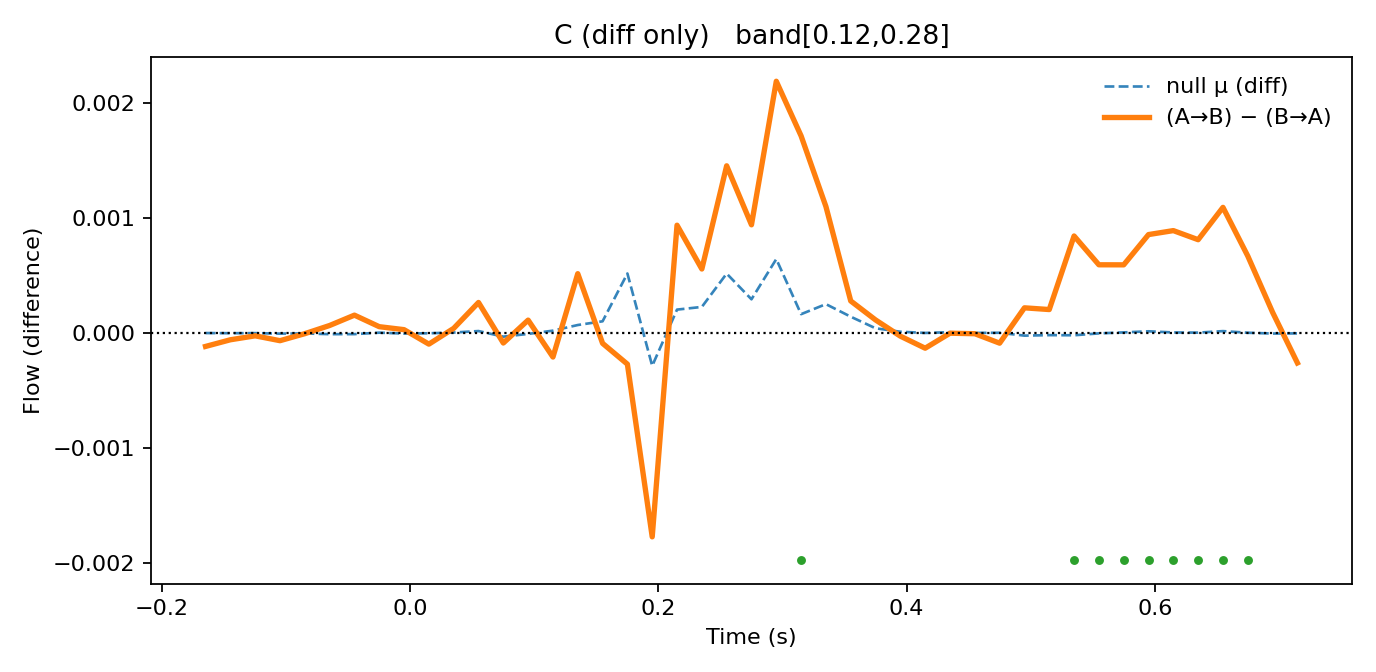 C (diff only)   band[0.12,0.28]
null μ (diff)
(A→B) − (B→A)
Flow (difference)
0.002
0.001
0.000
−0.001
−0.002
−0.2
0.0
0.2
0.4
0.6
Time (s)